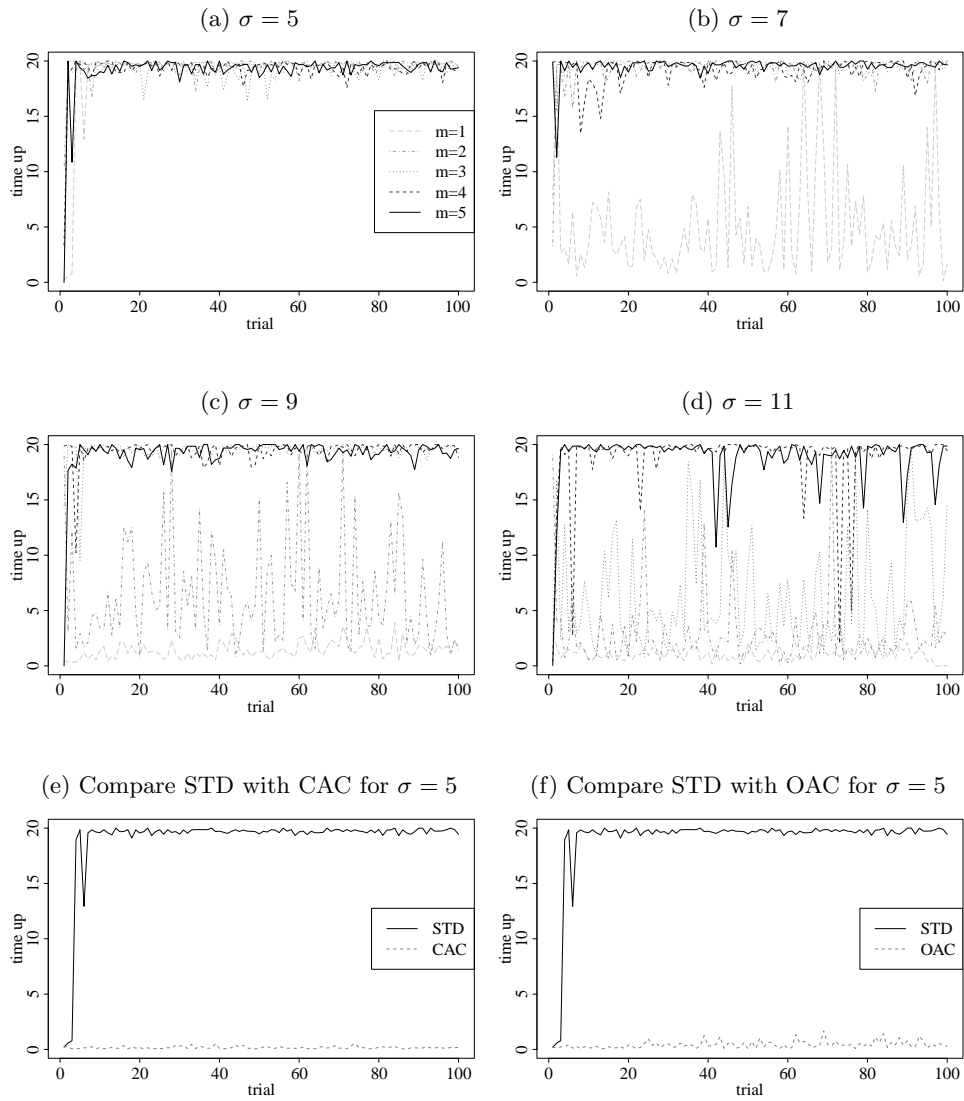 (a) σ = 5
time up
0
5
10
15
20
0
20
40
60
80
100
trial
m=1
m=2
m=3
m=4
m=5
(b) σ = 7
time up
0
5
10
15
20
0
20
40
60
80
100
trial
(c) σ = 9
time up
0
5
10
15
20
0
20
40
60
80
100
trial
(d) σ = 11
time up
0
5
10
15
20
0
20
40
60
80
100
trial
(e) Compare STD with CAC for σ = 5
time up
0
5
10
15
20
0
20
40
60
80
100
trial
STD
CAC
(f) Compare STD with OAC for σ = 5
time up
0
5
10
15
20
0
20
40
60
80
100
trial
STD
OAC